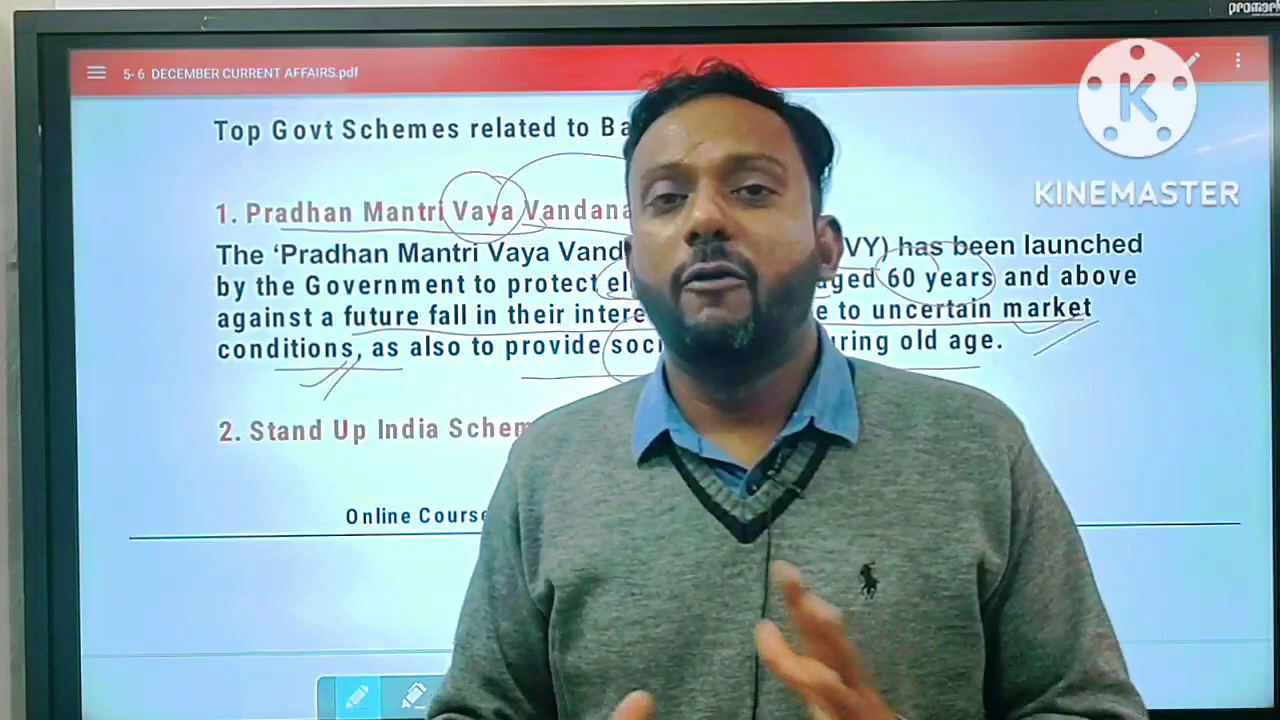 promark
5- 6 DECEMBER CURRENT AFFAIRS.pdf
Top Govt Schemes related to Ba
KINEMASTER
1. Pradhan Mantri Vaya Vandana
The ‘Pradhan Mantri Vaya Vand VY) has been launched
by the Government to protect el aged 60 years and above
against a future fall in their intere e to uncertain market
conditions, as also to provide soci uring old age.
2. Stand Up India Schem
Online Course